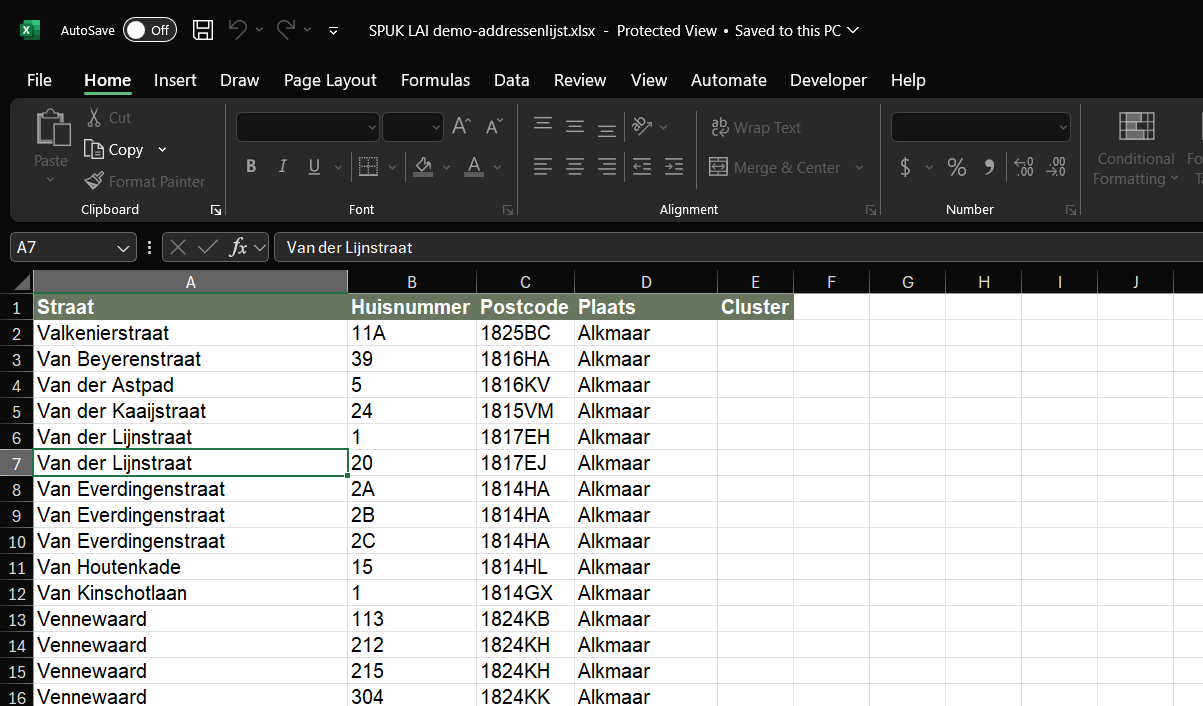 AutoSave Off SPUK LAI demo-addressenlijst.xlsx - Protected View • Saved to this PC
File Home Insert Draw Page Layout Formulas Data Review View Automate Developer Help
Paste Cut
Copy
Format Painter
Clipboard
B I U A
Font
ab Wrap Text
Merge & Center
Alignment
$ % 9 .00 .00
Number
Conditional
Formatting
Fo
A7 fx Van der Lijnstraat
A B C D E F G H I J
1 Straat Huisnummer Postcode Plaats Cluster
2 Valkenierstraat 11A 1825BC Alkmaar
3 Van Beyerenstraat 39 1816HA Alkmaar
4 Van der Astpad 5 1816KV Alkmaar
5 Van der Kaaijstraat 24 1815VM Alkmaar
6 Van der Lijnstraat 1 1817EH Alkmaar
7 Van der Lijnstraat 20 1817EJ Alkmaar
8 Van Everdingenstraat 2A 1814HA Alkmaar
9 Van Everdingenstraat 2B 1814HA Alkmaar
10 Van Everdingenstraat 2C 1814HA Alkmaar
11 Van Houtenkade 15 1814HL Alkmaar
12 Van Kinschotlaan 1 1814GX Alkmaar
13 Vennewaard 113 1824KB Alkmaar
14 Vennewaard 212 1824KH Alkmaar
15 Vennewaard 215 1824KH Alkmaar
16 Vennewaard 304 1824KK Alkmaar